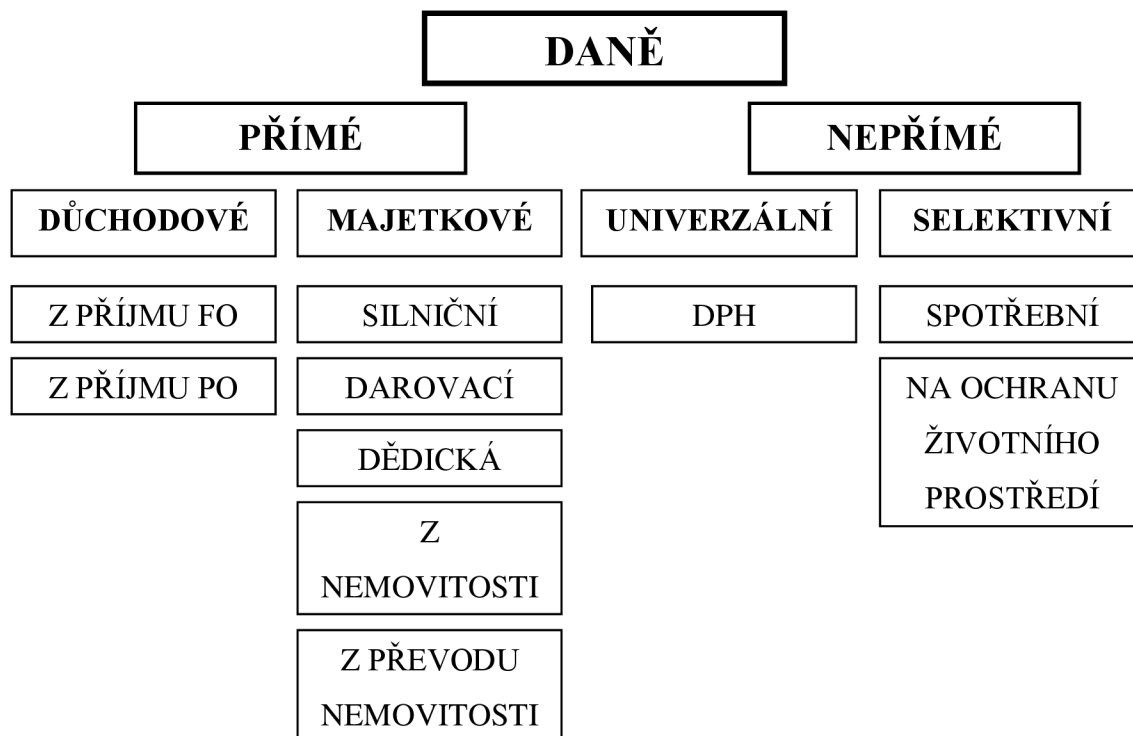 DANĚ
PŘÍMÉ
NEPŘÍMÉ
DŮCHODOVÉ
MAJETKOVÉ
UNIVERZÁLNÍ
SELEKTIVNÍ
Z PŘÍJMU FO
SILNIČNÍ
DPH
SPOTŘEBNÍ
Z PŘÍJMU PO
DAROVACÍ
NA OCHRANU
ŽIVOTNÍHO
PROSTŘEDÍ
DĚDICKÁ
Z
NEMOVITOSTI
Z PŘEVODU
NEMOVITOSTI